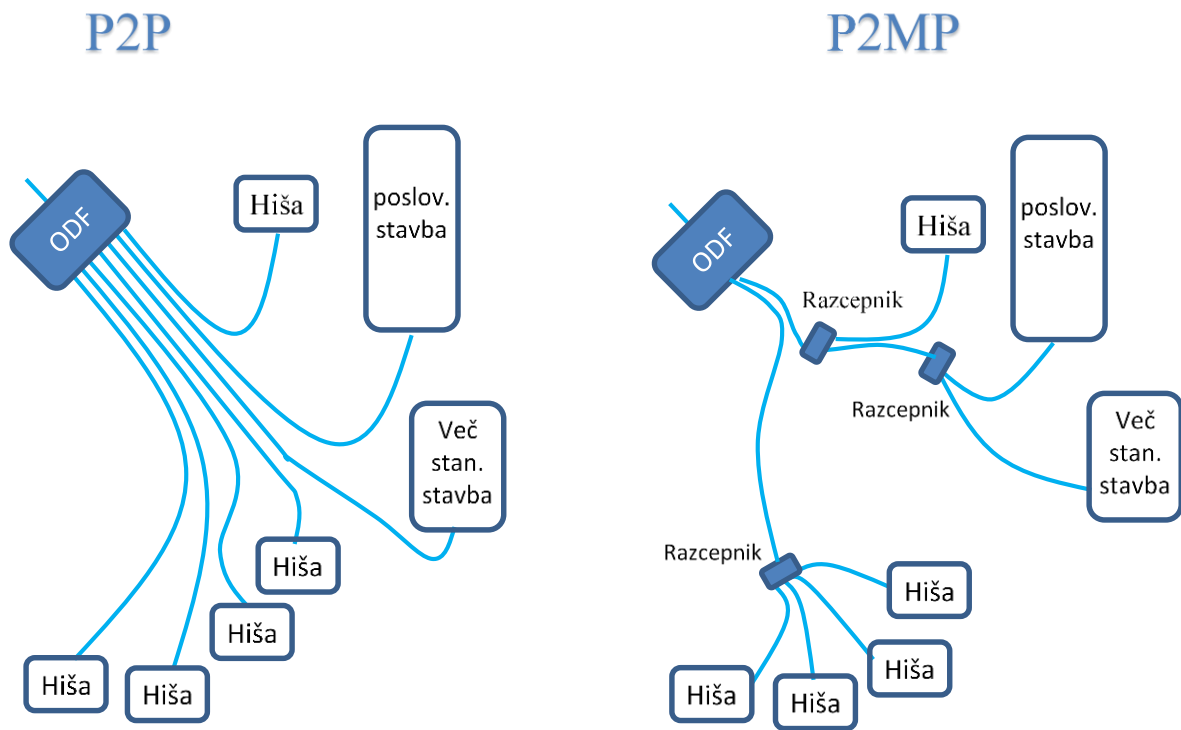 P2P
ODF
Hiša
poslov.
stavba
Več
stan.
stavba
Hiša
Hiša
Hiša
Hiša
P2MP
ODF
Hiša
poslov.
stavba
Razcepnik
Razcepnik
Več
stan.
stavba
Razcepnik
Hiša
Hiša
Hiša
Hiša